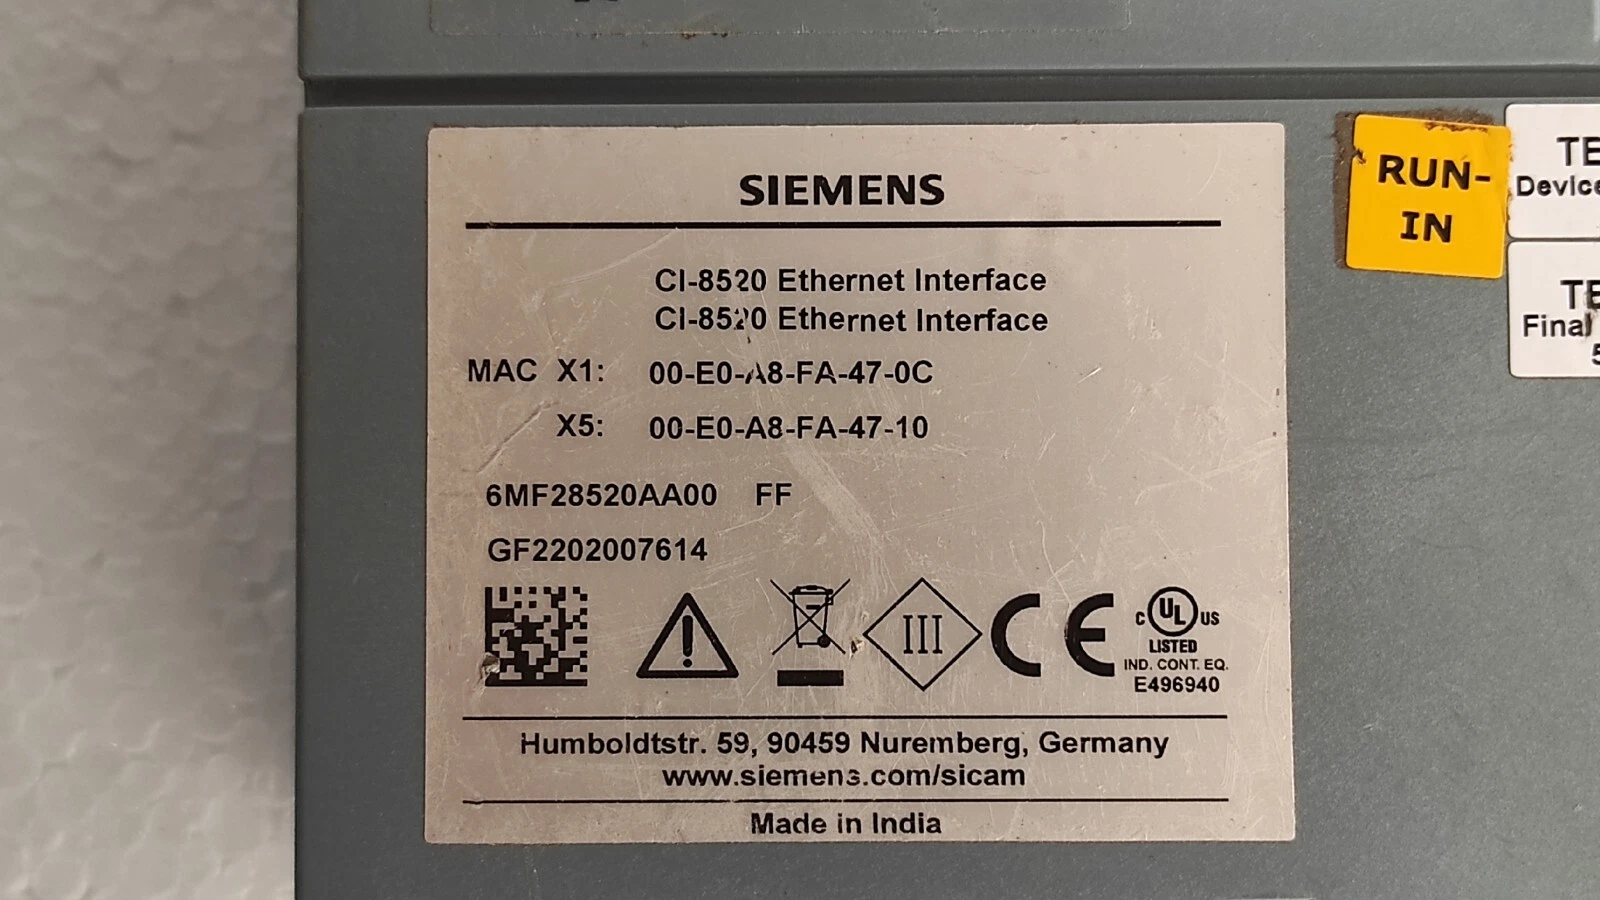 SIEMENS
CI-8520 Ethernet Interface
CI-8520 Ethernet Interface
MAC X1: 00-E0-A8-FA-47-0C
X5: 00-E0-A8-FA-47-10
6MF28520AA00 FF
GF2202007614
III
CE
C UL US
LISTED
IND. CONT. EQ.
E496940
Humboldtstr. 59, 90459 Nuremberg, Germany
www.siemens.com/sicam
Made in India
RUN-
IN
Device
Final